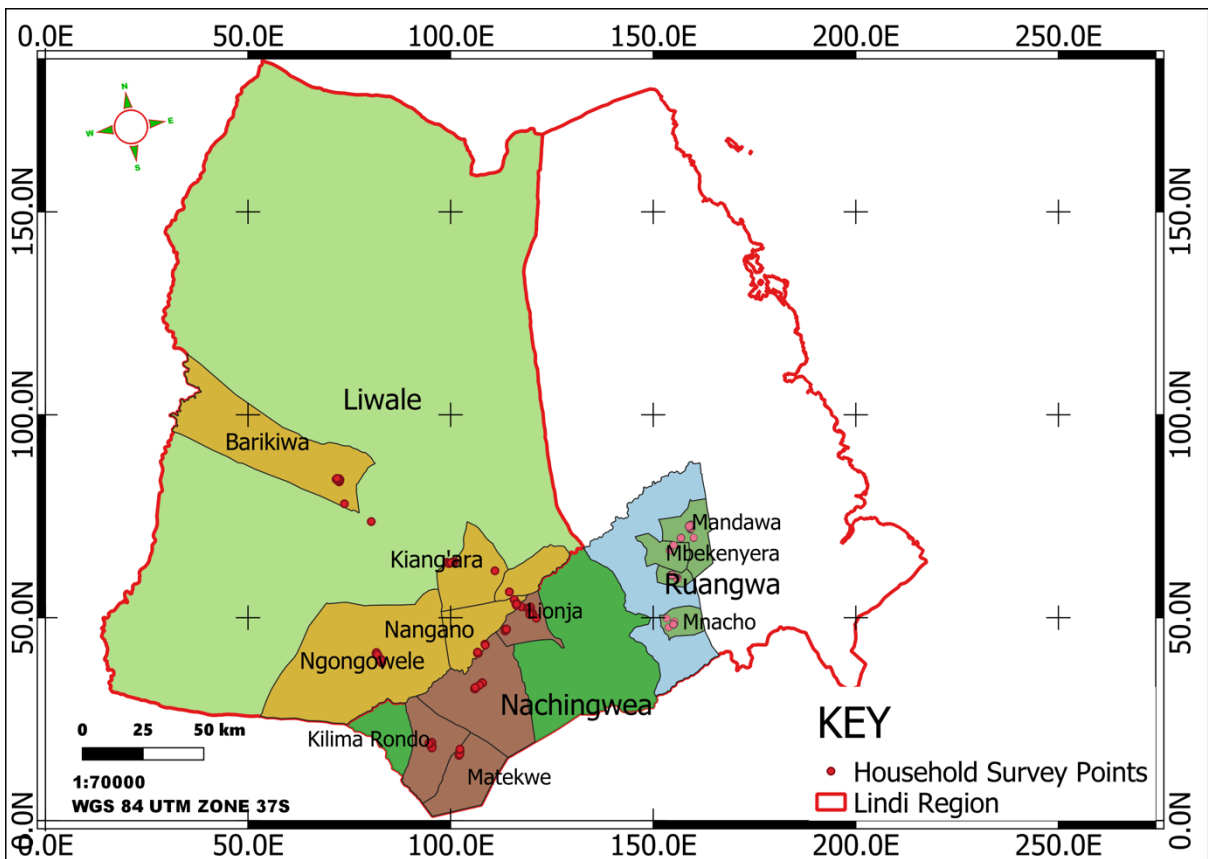 0.0E 50.0E 100.0E 150.0E 200.0E 250.0E
N
W E
S
150.0N 150.0N
100.0N 100.0N
Liwale
Barikiwa
Mandawa
Kiang'ara Mbekenyera
Ruangwa
50.0N Lionja Mnacho 50.0N
Nangano
Ngongowele
Nachingwea
Kilima Rondo
Matekwe
KEY
Household Survey Points
Lindi Region
0 25 50 km
1:70000
WGS 84 UTM ZONE 37S
0.0N 0.0N
0.0E 50.0E 100.0E 150.0E 200.0E 250.0E